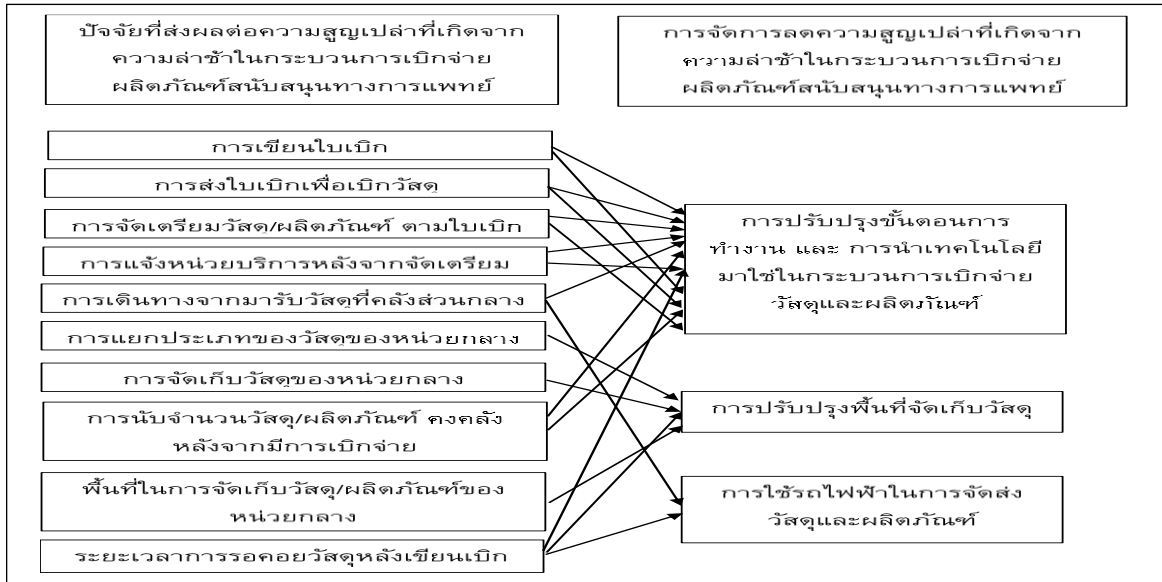 ปัจจัยที่ส่งผลต่อความสูญเปล่าที่เกิดจาก
ความล่าช้าในกระบวนการเบิกจ่าย
ผลิตภัณฑ์สนับสนุนทางการแพทย์
การจัดการลดความสูญเปล่าที่เกิดจาก
ความล่าช้าในกระบวนการเบิกจ่าย
ผลิตภัณฑ์สนับสนุนทางการแพทย์
การเขียนใบเบิก
การส่งใบเบิกเพื่อเบิกวัสดุ
การจัดเตรียมวัสดุ/ผลิตภัณฑ์ ตามใบเบิก
การแจ้งหน่วยบริการหลังจากจัดเตรียม
การเดินทางจากมารับวัสดุที่คลังส่วนกลาง
การแยกประเภทของวัสดุของหน่วยกลาง
การจัดเก็บวัสดุของหน่วยกลาง
การนับจำนวนวัสดุ/ผลิตภัณฑ์ คงคลัง
หลังจากมีการเบิกจ่าย
พื้นที่ในการจัดเก็บวัสดุ/ผลิตภัณฑ์ของ
หน่วยกลาง
ระยะเวลาการรอคอยวัสดุหลังเขียนเบิก
การปรับปรุงขั้นตอนการ
ทำงาน และ การนำเทคโนโลยี
มาใช้ในกระบวนการเบิกจ่าย
วัสดุและผลิตภัณฑ์
การปรับปรุงพื้นที่จัดเก็บวัสดุ
การใช้รถไฟฟ้าในการจัดส่ง
วัสดุและผลิตภัณฑ์